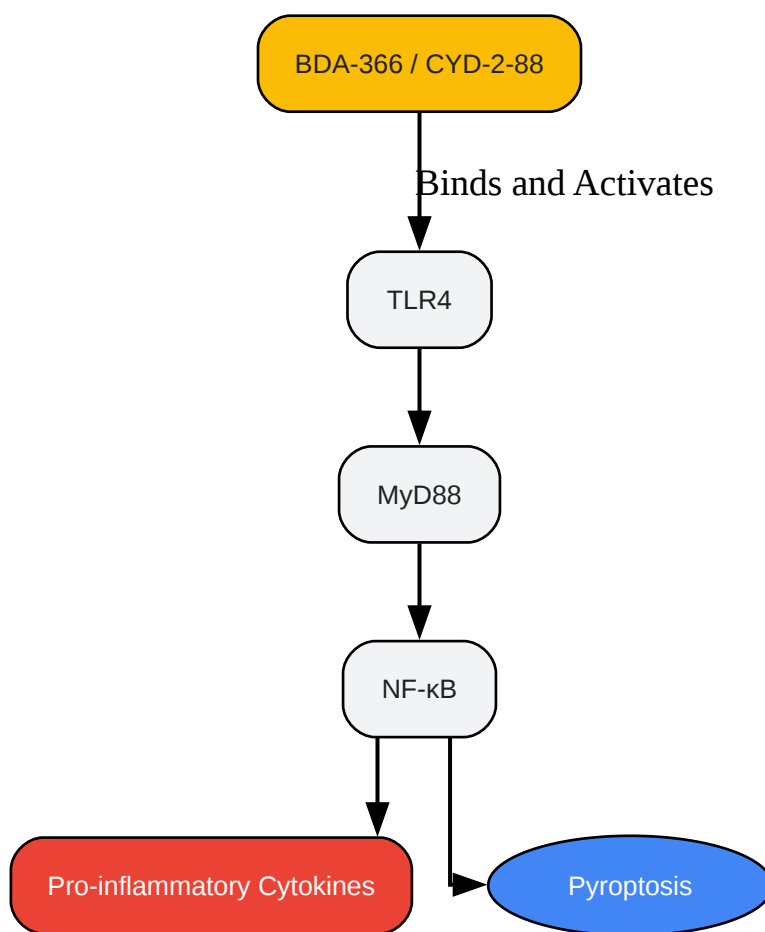 BDA-366 / CYD-2-88
Binds and Activates
TLR4
MyD88
NF-κB
Pro-inflammatory Cytokines
Pyroptosis